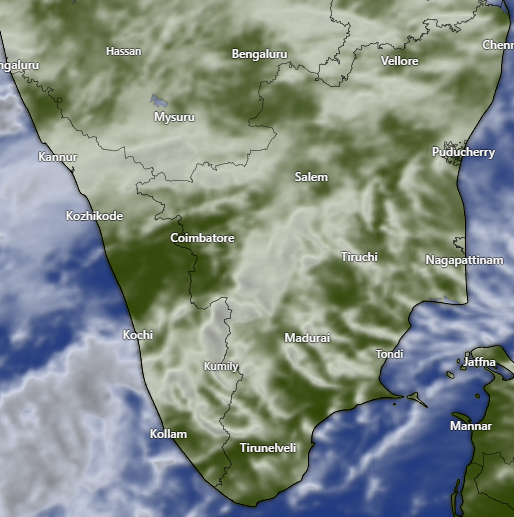 Hassan
Bengaluru
Chenn
Vellore
ngaluru
Mysuru
Kannur
Puducherry
Salem
Kozhikode
Coimbatore
Tiruchi
Nagapattinam
Kochi
Madurai
Tondi
Jaffna
Kumily
Mannar
Kollam
Tirunelveli